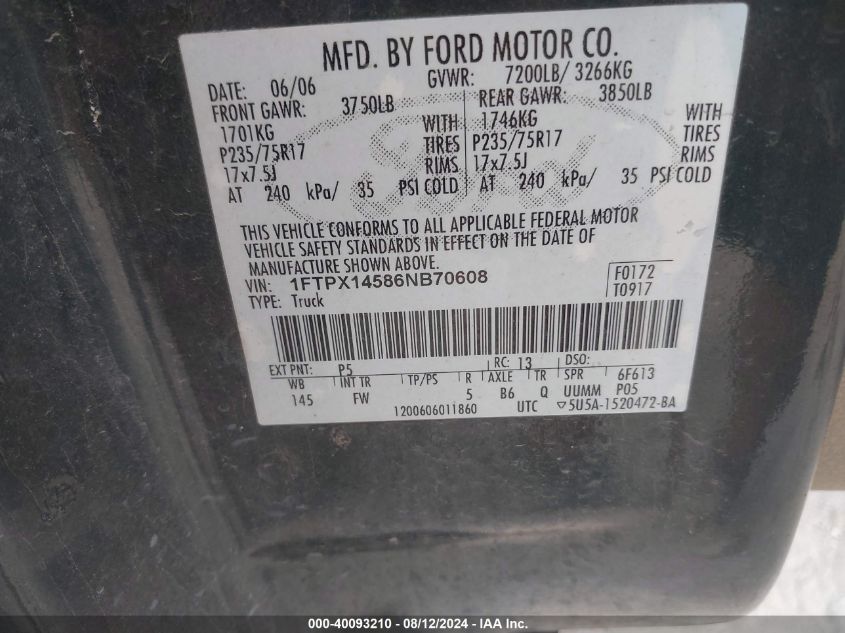 MFD. BY FORD MOTOR CO.
DATE: 06/06 GVWR: 7200LB/ 3266KG
FRONT GAWR: 3750LB REAR GAWR: 3850LB
1701KG WITH 1746KG WITH
P235/75R17 TIRES P235/75R17 TIRES
17x7.5J RIMS 17x7.5J RIMS
AT 240 kPa/ 35 PSI COLD AT 240 kPa/ 35 PSI COLD
THIS VEHICLE CONFORMS TO ALL APPLICABLE FEDERAL MOTOR
VEHICLE SAFETY STANDARDS IN EFFECT ON THE DATE OF
MANUFACTURE SHOWN ABOVE.
VIN: 1FTPX14586NB70608 F0172
TYPE: Truck T0917
EXT PNT: P5 RC: 13 DSO:
WB INT TR TP/PS R AXLE TR SPR 6F613
145 FW 5 B6 Q UUMM P05
1200606011860 UTC ▽5U5A-1520472-BA
Ford
000-40093210 - 08/12/2024 - IAA Inc.